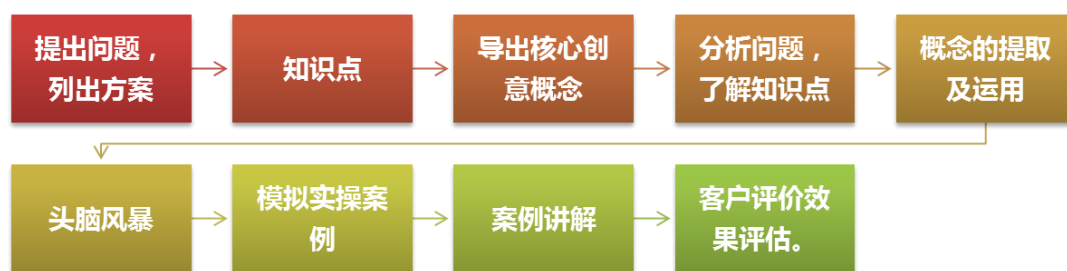 提出问题，
列出方案
知识点
导出核心创
意概念
分析问题，
了解知识点
概念的提取
及运用
头脑风暴
模拟实操案
例
案例讲解
客户评价效
果评估。